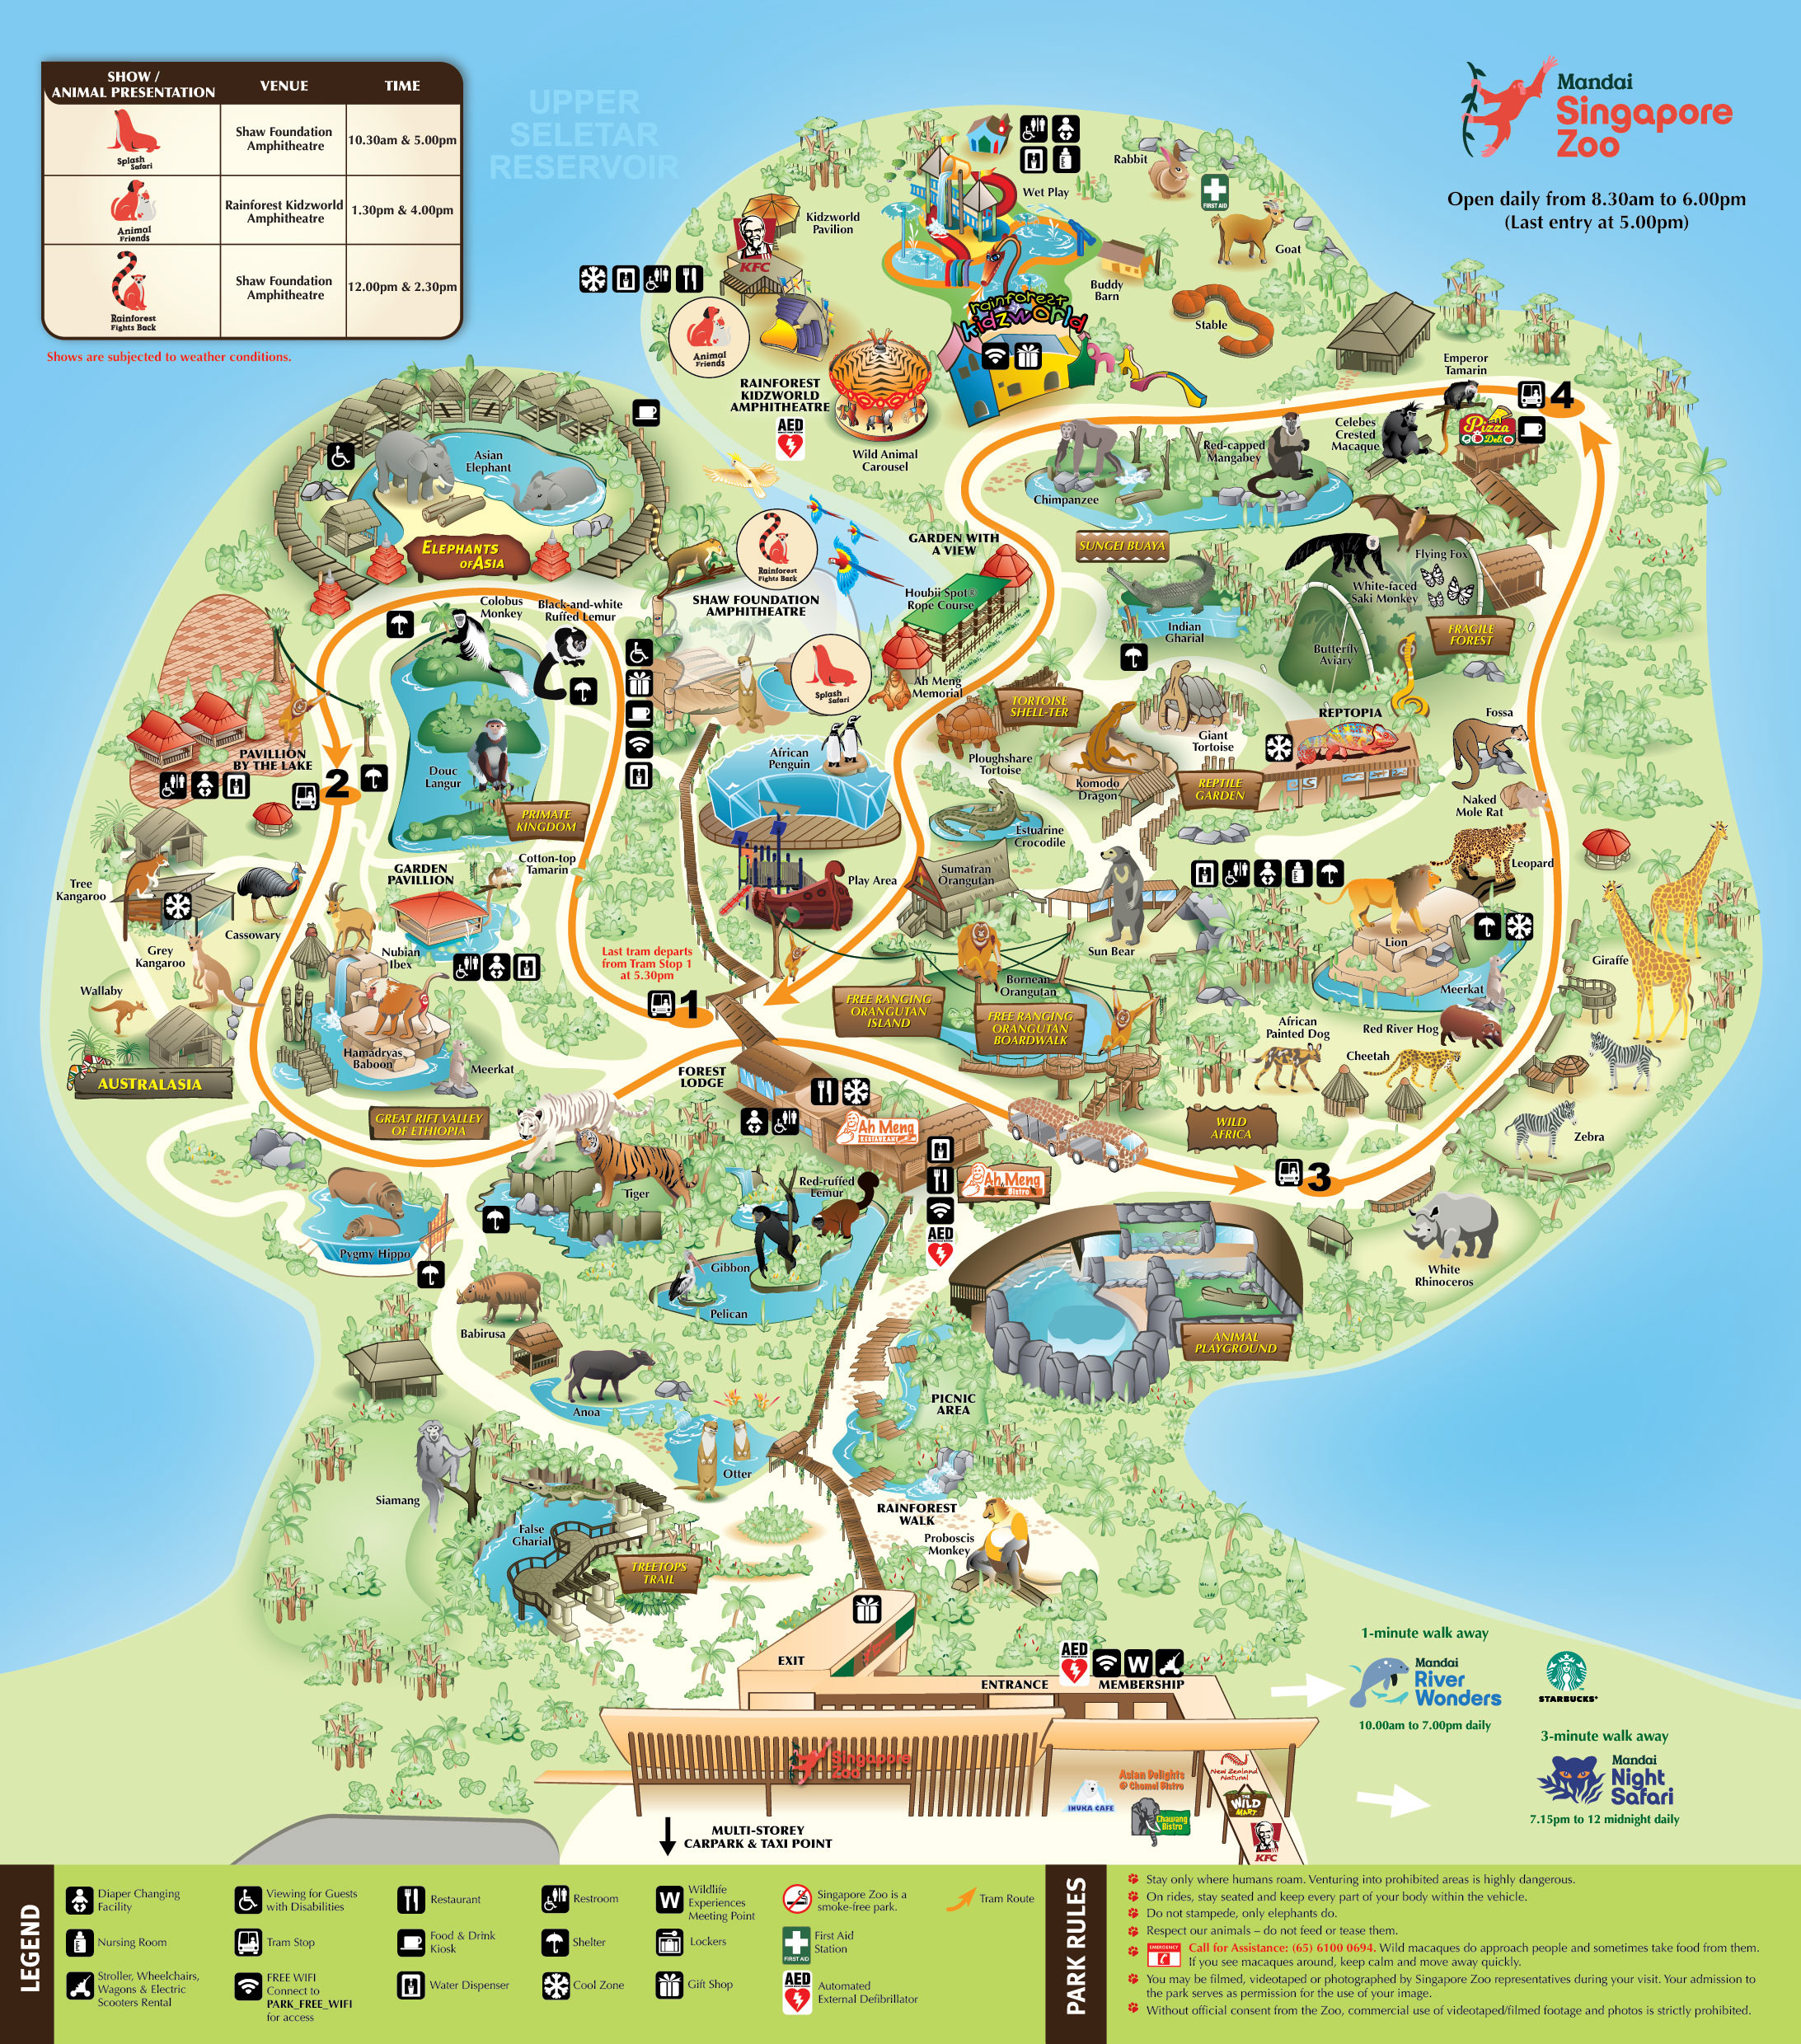 SHOW /
ANIMAL PRESENTATION
VENUE
TIME
Splash
Safari
Shaw Foundation
Amphitheatre
10.30am & 5.00pm
Animal
Friends
Rainforest Kidzworld
Amphitheatre
1.30pm & 4.00pm
Rainforest
Fights Back
Shaw Foundation
Amphitheatre
12.00pm & 2.30pm
Shows are subjected to weather conditions.
UPPER
SELETAR
RESERVOIR
Mandai
Singapore
Zoo
Open daily from 8.30am to 6.00pm
(Last entry at 5.00pm)
Rabbit
Wet Play
FIRST AID
Kidzworld
Pavilion
KFC
Goat
Buddy
Barn
Stable
rainforest
kidzworld
Animal
Friends
RAINFOREST
KIDZWORLD
AMPHITHEATRE
AED
Wild Animal
Carousel
Emperor
Tamarin
4
Pizza
Deli
Celebes
Crested
Macaque
Red-capped
Mangabey
Chimpanzee
Asian
Elephant
ELEPHANTS
OF ASIA
Rainforest
Fights Back
SHAW FOUNDATION
AMPHITHEATRE
GARDEN WITH
A VIEW
SUNGEI BUAYA
Flying Fox
White-faced
Saki Monkey
Houbii Spot®
Rope Course
Indian
Gharial
Butterfly
Aviary
FRAGILE
FOREST
Colobus
Monkey
Black-and-white
Ruffed Lemur
Splash
Safari
Ah Meng
Memorial
TORTOISE
SHELL-TER
REPTOPIA
Fossa
Giant
Tortoise
Ploughshare
Tortoise
Komodo
Dragon
REPTILE
GARDEN
Naked
Mole Rat
African
Penguin
PAVILLION
BY THE LAKE
2
Douc
Langur
PRIMATE
KINGDOM
Estuarine
Crocodile
Leopard
Cotton-top
Tamarin
GARDEN
PAVILLION
Play Area
Sumatran
Orangutan
Tree
Kangaroo
Cassowary
Grey
Kangaroo
Nubian
Ibex
Last tram departs
from Tram Stop 1
at 5.30pm
1
Sun Bear
Lion
Giraffe
Meerkat
Bornean
Orangutan
FREE RANGING
ORANGUTAN
ISLAND
FREE RANGING
ORANGUTAN
BOARDWALK
African
Painted Dog
Red River Hog
Cheetah
Wallaby
AUSTRALASIA
Hamadryas
Baboon
Meerkat
FOREST
LODGE
Ah Meng
RESTAURANT
GREAT RIFT VALLEY
OF ETHIOPIA
WILD
AFRICA
Zebra
3
Tiger
Red-ruffed
Lemur
Ah Meng
Bistro
AED
Pygmy Hippo
Gibbon
Pelican
White
Rhinoceros
Babirusa
ANIMAL
PLAYGROUND
Anoa
PICNIC
AREA
Otter
Siamang
False
Gharial
RAINFOREST
WALK
Proboscis
Monkey
TREETOPS
TRAIL
EXIT
AED
W
ENTRANCE
MEMBERSHIP
Singapore
Zoo
1-minute walk away
Mandai
River
Wonders
10.00am to 7.00pm daily
STARBUCKS
3-minute walk away
Mandai
Night
Safari
7.15pm to 12 midnight daily
INUKA CAFE
Asian Delights
@ Chomel Bistro
Chawang
Bistro
New Zealand
Natural
THE
WILD
MART
KFC
MULTI-STOREY
CARPARK & TAXI POINT
LEGEND
Diaper Changing
Facility
Nursing Room
Stroller, Wheelchairs,
Wagons & Electric
Scooters Rental
Viewing for Guests
with Disabilities
Tram Stop
FREE WIFI
Connect to
PARK_FREE_WIFI
for access
Restaurant
Food & Drink
Kiosk
Water Dispenser
Restroom
Shelter
Cool Zone
W
Wildlife
Experiences
Meeting Point
Lockers
Gift Shop
Singapore Zoo is a
smoke-free park.
FIRST AID
First Aid
Station
AED
Automated
External Defibrillator
Tram Route
PARK RULES
Stay only where humans roam. Venturing into prohibited areas is highly dangerous.
On rides, stay seated and keep every part of your body within the vehicle.
Do not stampede, only elephants do.
Respect our animals – do not feed or tease them.
EMERGENCY
Call for Assistance: (65) 6100 0694. Wild macaques do approach people and sometimes take food from them.
If you see macaques around, keep calm and move away quickly.
You may be filmed, videotaped or photographed by Singapore Zoo representatives during your visit. Your admission to
the park serves as permission for the use of your image.
Without official consent from the Zoo, commercial use of videotaped/filmed footage and photos is strictly prohibited.